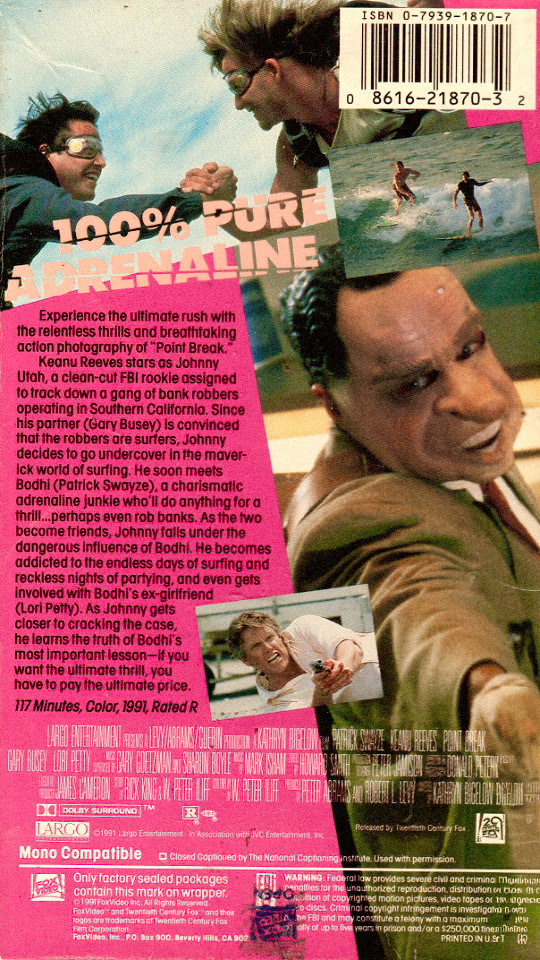 ISBN 0-7939-1870-7
0 8616-21870-3 2
100% PURE
ADRENALINE
Experience the ultimate rush with
the relentless thrills and breathtaking
action photography of "Point Break."
Keanu Reeves stars as Johnny
Utah, a clean-cut FBI rookie assigned
to track down a gang of bank robbers
operating in Southern California. Since
his partner (Gary Busey) is convinced
that the robbers are surfers, Johnny
decides to go undercover in the maver-
ick world of surfing. He soon meets
Bodhi (Patrick Swayze), a charismatic
adrenaline junkie who'll do anything for a
thrill...perhaps even rob banks. As the two
become friends, Johnny falls under the
dangerous influence of Bodhi. He becomes
addicted to the endless days of surfing and
reckless nights of partying, and even gets
involved with Bodhi's ex-girlfriend
(Lori Petty). As Johnny gets
closer to cracking the case,
he learns the truth of Bodhi's
most important lesson—if you
want the ultimate thrill, you
have to pay the ultimate price.
117 Minutes, Color, 1991, Rated R
LARGO ENTERTAINMENT PRESENTS A LEVY/ABRAMS/GUERIN PRODUCTION A KATHRYN BIGELOW PATRICK SWAYZE KEANU REEVES POINT BREAK
GARY BUSEY LORI PETTY GARY GOETZMAN AND SHARON BOYLE MARK ISHAM HOWARD SMITH PETER JAMISON DONALD PETERMAN
JAMES CAMERON RICK KING & W. PETER ILIFF W. PETER ILIFF PETER ABRAMS AND ROBERT L. LEVY KATHRYN BIGELOW
DOLBY SURROUND R
LARGO ©1991 Largo Entertainment in Association with JVC Entertainment, Inc. Released by Twentieth Century Fox
Mono Compatible Closed Captioned by The National Captioning Institute. Used with permission.
Only factory sealed packages
contain this mark on wrapper.
©1991 FoxVideo Inc. All Rights Reserved.
FoxVideo™ and Twentieth Century Fox™ and their
logos are trademarks of Twentieth Century Fox
Film Corporation.
FoxVideo, Inc. P.O. Box 900, Beverly Hills, CA 902
WARNING: Federal law provides severe civil and criminal
penalties for the unauthorized reproduction, distribution or
of copyrighted motion pictures, video tapes or
discs. Criminal copyright infringement is investigated
the FBI and may constitute a felony with a maximum
of up to five years in prison and/or a $250,000 fine.
PRINTED IN U.S.